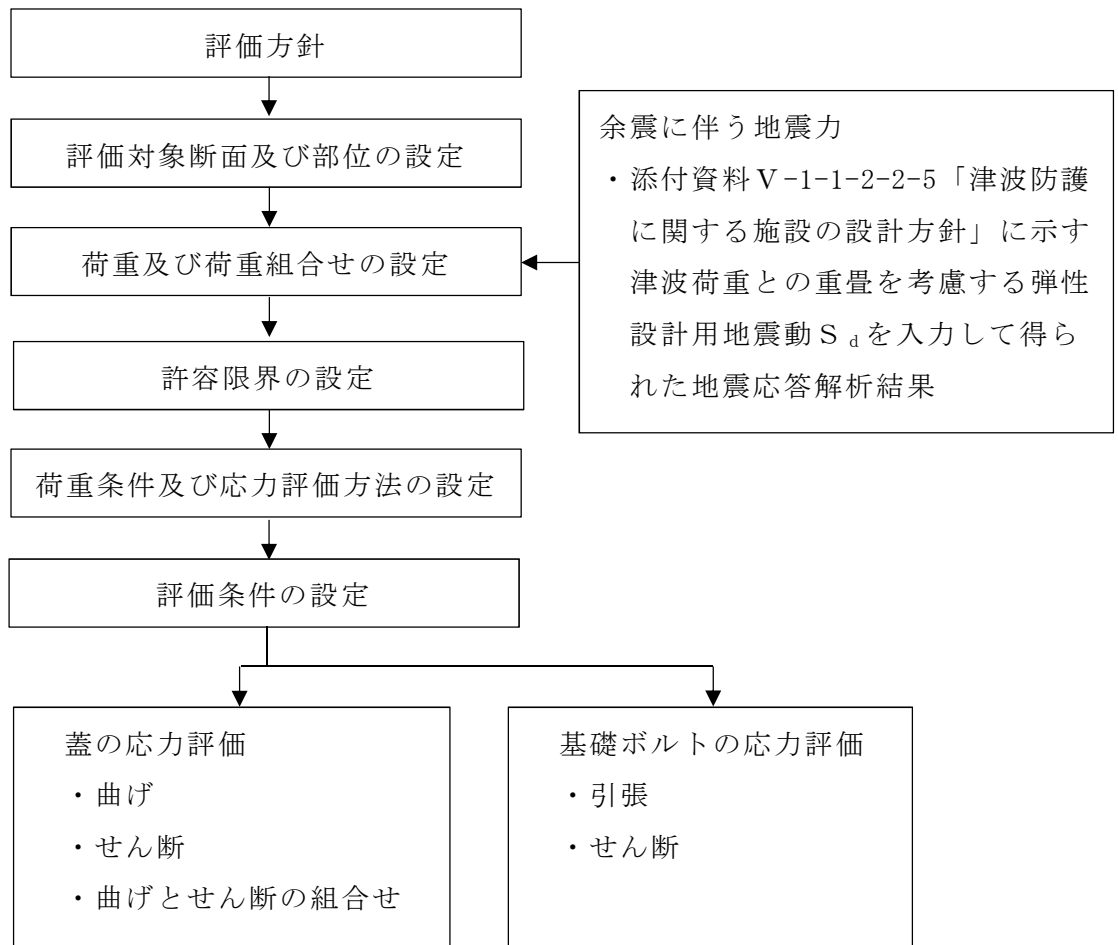 評価方針
評価対象断面及び部位の設定
荷重及び荷重組合せの設定
許容限界の設定
荷重条件及び応力評価方法の設定
評価条件の設定
余震に伴う地震力
・添付資料Ⅴ-1-1-2-2-5「津波防護
に関する施設の設計方針」に示す
津波荷重との重畳を考慮する弾性
設計用地震動Ｓdを入力して得ら
れた地震応答解析結果
蓋の応力評価
・曲げ
・せん断
・曲げとせん断の組合せ
基礎ボルトの応力評価
・引張
・せん断